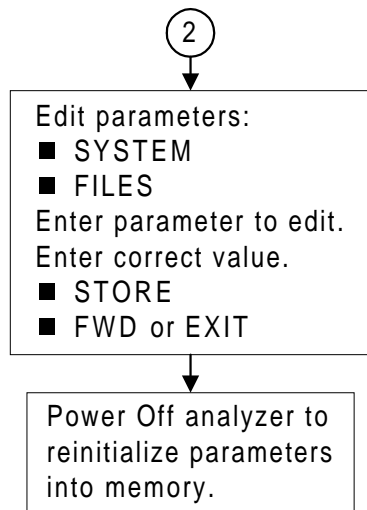 2
Edit parameters:
■ SYSTEM
■ FILES
Enter parameter to edit.
Enter correct value.
■ STORE
■ FWD or EXIT
Power Off analyzer to
reinitialize parameters
into memory.